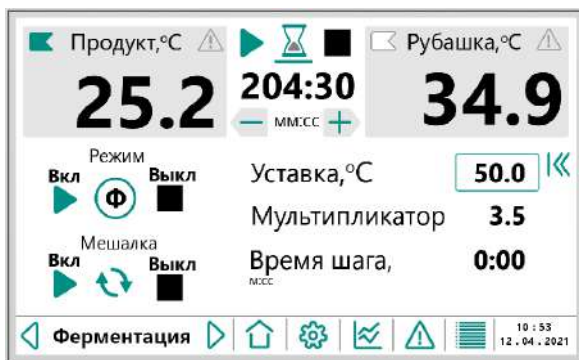 Продукт,°С
Рубашка,°С
25.2
204:30
34.9
мм:сс
Режим
Вкл
Выкл
Ф
Уставка,°С
50.0
Мультипликатор
3.5
Мешалка
Вкл
Выкл
Время шага,
0:00
м:сс
Ферментация
10:53
12.04.2021